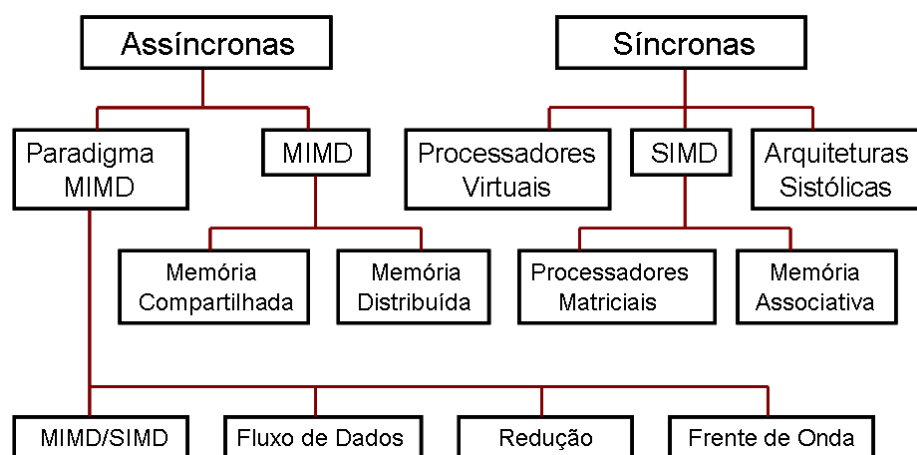 Assíncronas
Síncronas
Paradigma
MIMD
MIMD
Processadores
Virtuais
SIMD
Arquiteturas
Sistólicas
Memória
Compartilhada
Memória
Distribuída
Processadores
Matriciais
Memória
Associativa
MIMD/SIMD
Fluxo de Dados
Redução
Frente de Onda